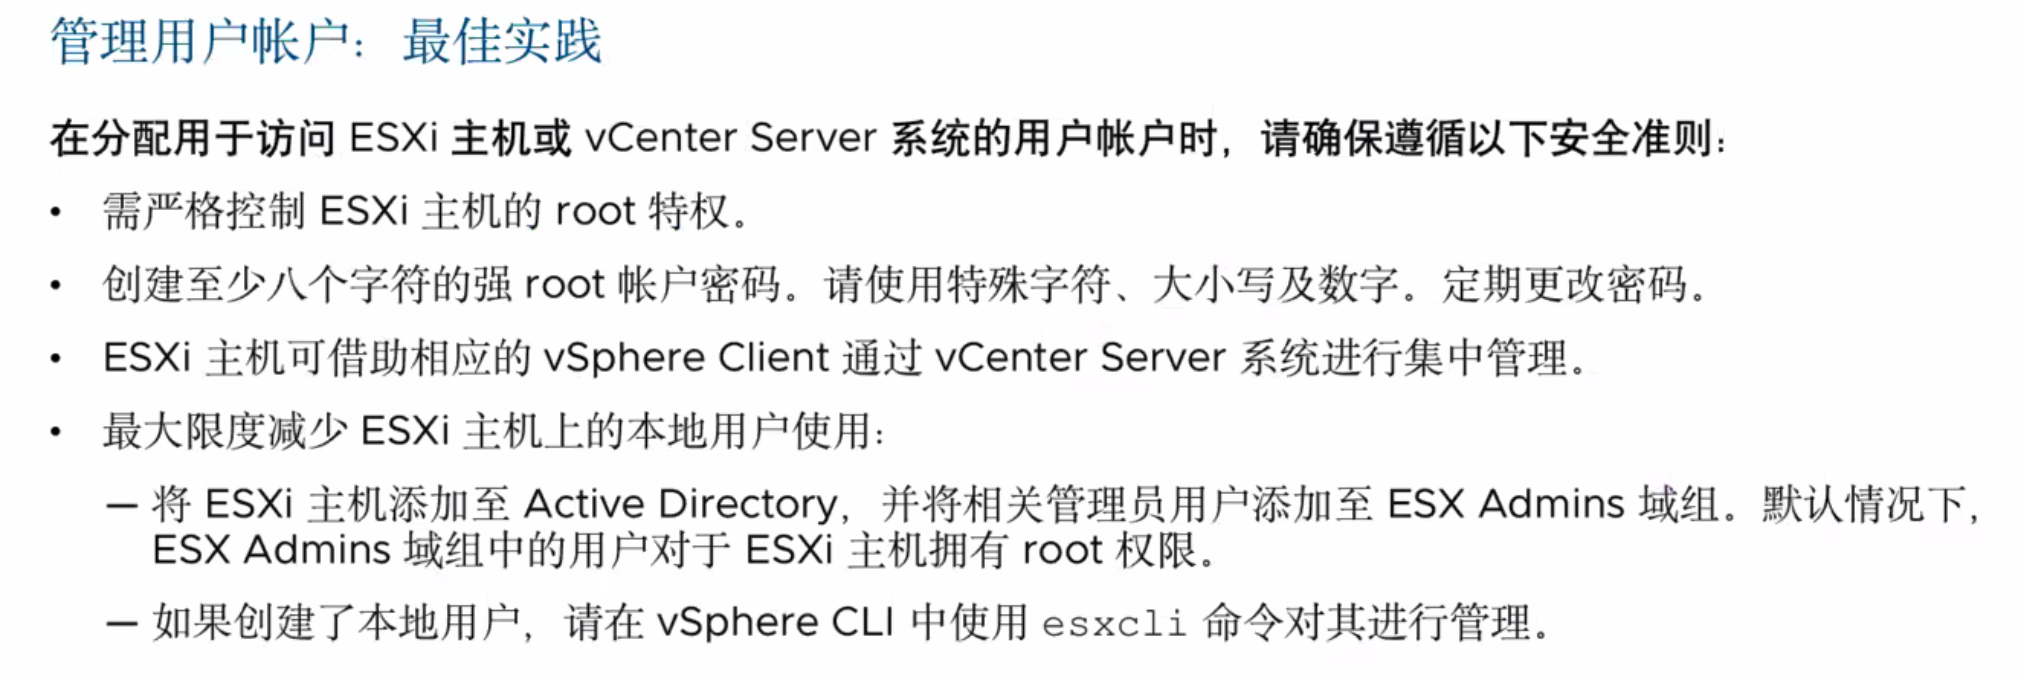 管理用户帐户：最佳实践
在分配用于访问 ESXi 主机或 vCenter Server 系统的用户帐户时，请确保遵循以下安全准则：
• 需严格控制 ESXi 主机的 root 特权。
• 创建至少八个字符的强 root 帐户密码。请使用特殊字符、大小写及数字。定期更改密码。
• ESXi 主机可借助相应的 vSphere Client 通过 vCenter Server 系统进行集中管理。
• 最大限度减少 ESXi 主机上的本地用户使用：
— 将 ESXi 主机添加至 Active Directory，并将相关管理员用户添加至 ESX Admins 域组。默认情况下，
ESX Admins 域组中的用户对于 ESXi 主机拥有 root 权限。
— 如果创建了本地用户，请在 vSphere CLI 中使用 esxcli 命令对其进行管理。